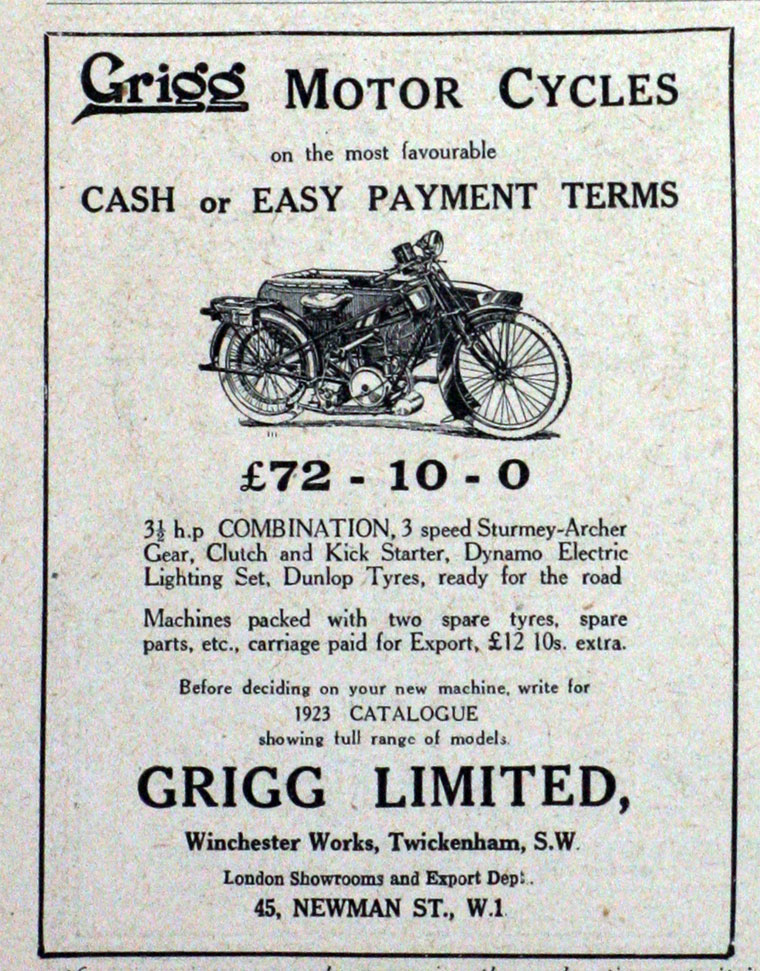 Grigg MOTOR CYCLES
on the most favourable
CASH or EASY PAYMENT TERMS
£72 - 10 - 0
3½ h.p COMBINATION, 3 speed Sturmey-Archer
Gear, Clutch and Kick Starter, Dynamo Electric
Lighting Set, Dunlop Tyres, ready for the road
Machines packed with two spare tyres, spare
parts, etc., carriage paid for Export, £12 10s. extra.
Before deciding on your new machine, write for
1923 CATALOGUE
showing full range of models.
GRIGG LIMITED,
Winchester Works, Twickenham, S.W.
London Showrooms and Export Dept.
45, NEWMAN ST., W.1